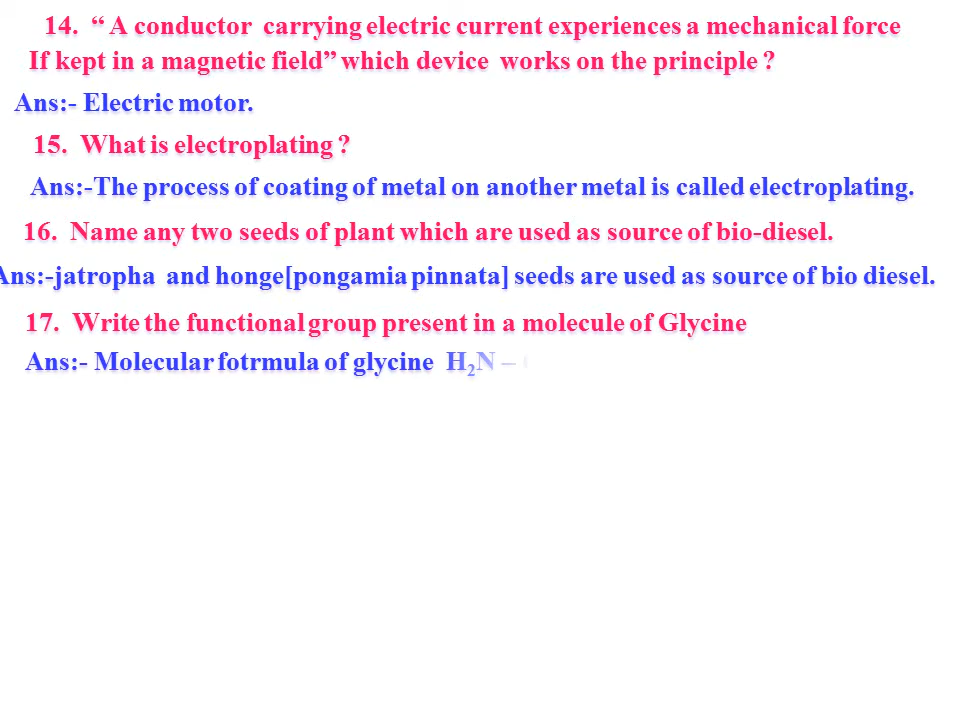 14. “ A conductor carrying electric current experiences a mechanical force
If kept in a magnetic field” which device works on the principle ?
Ans:- Electric motor.
15. What is electroplating ?
Ans:-The process of coating of metal on another metal is called electroplating.
16. Name any two seeds of plant which are used as source of bio-diesel.
Ans:-jatropha and honge[pongamia pinnata] seeds are used as source of bio diesel.
17. Write the functional group present in a molecule of Glycine
Ans:- Molecular fotrmula of glycine H₂N –